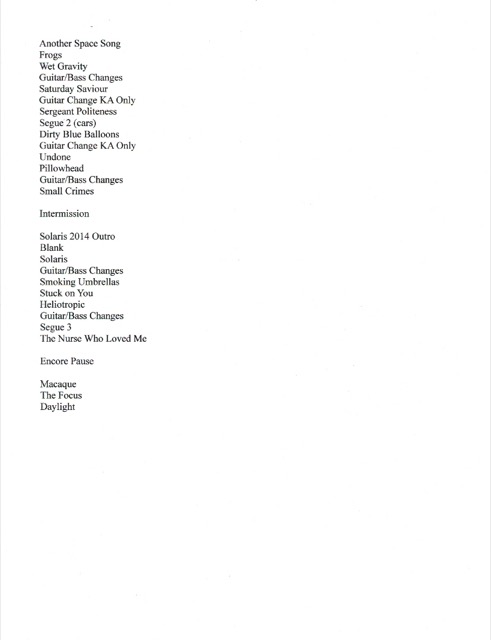 Another Space Song
Frogs
Wet Gravity
Guitar/Bass Changes
Saturday Saviour
Guitar Change KA Only
Sergeant Politeness
Segue 2 (cars)
Dirty Blue Balloons
Guitar Change KA Only
Undone
Pillowhead
Guitar/Bass Changes
Small Crimes
Intermission
Solaris 2014 Outro
Blank
Solaris
Guitar/Bass Changes
Smoking Umbrellas
Stuck on You
Heliotropic
Guitar/Bass Changes
Segue 3
The Nurse Who Loved Me
Encore Pause
Macaque
The Focus
Daylight